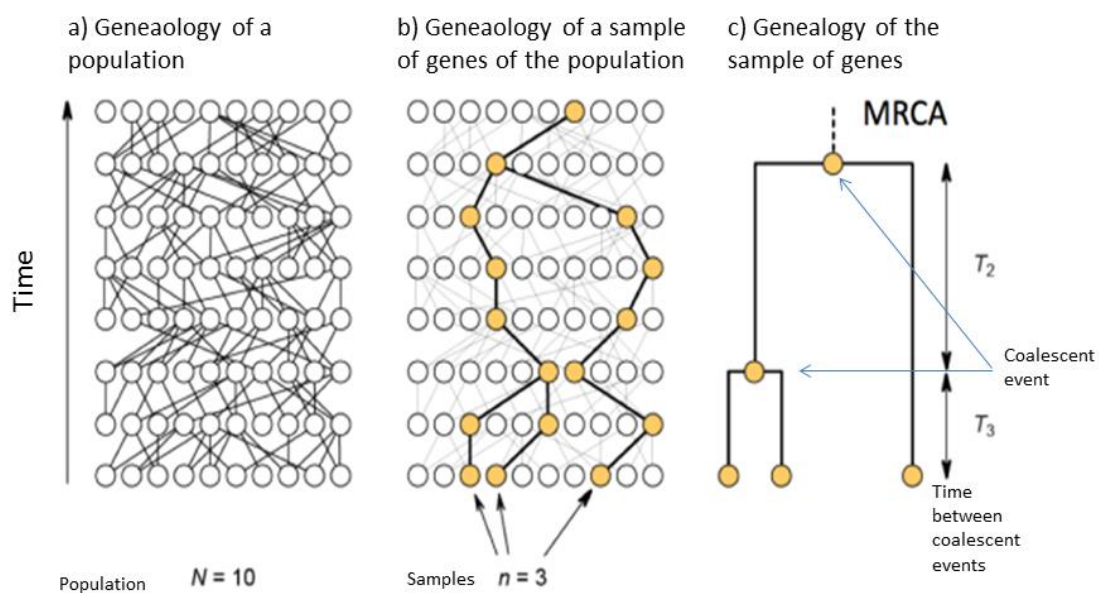 a) Geneaology of a
population
b) Geneaology of a sample
of genes of the population
c) Genealogy of the
sample of genes
MRCA
Time
T2
Coalescent
event
T3
Time
between
coalescent
events
Population N = 10
Samples n = 3